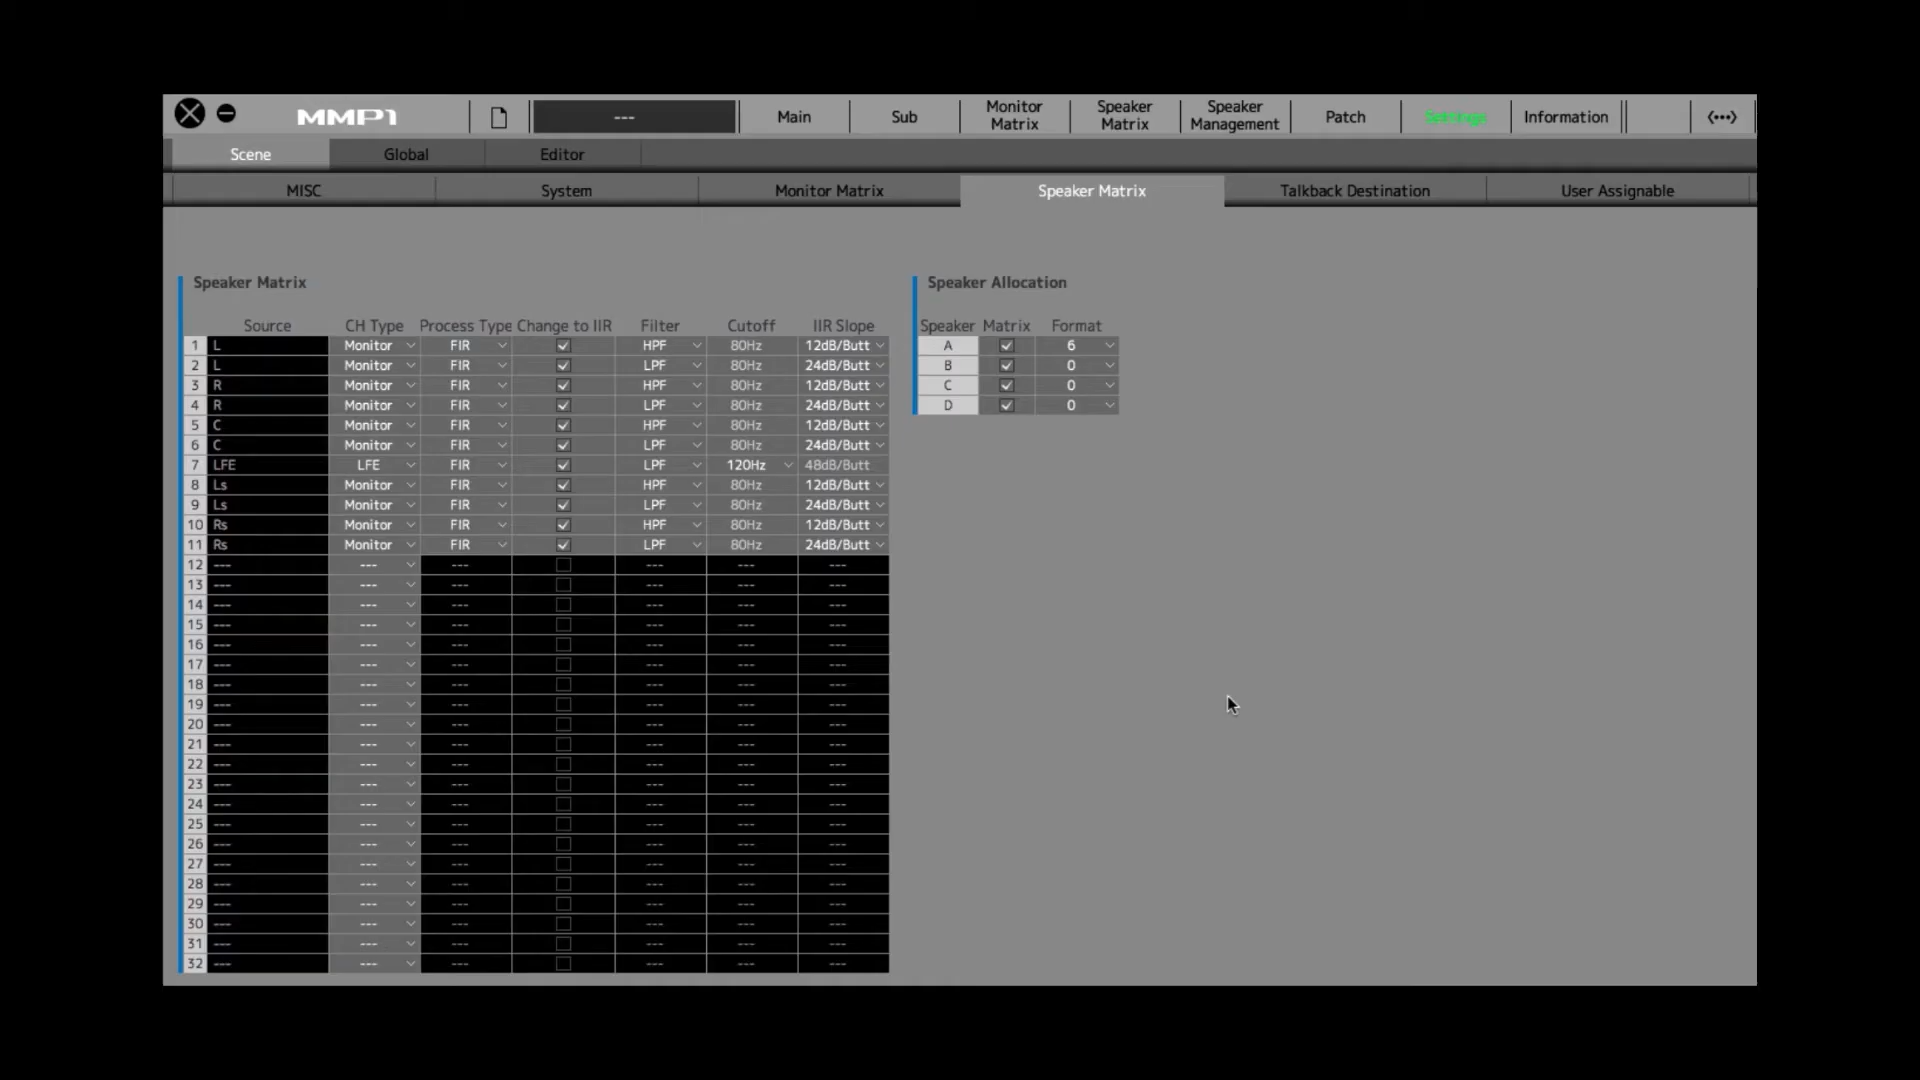 MMP1 --- Main Sub Monitor Matrix Speaker Matrix Speaker Management Patch Settings Information
Scene Global Editor
MISC System Monitor Matrix Speaker Matrix Talkback Destination User Assignable
Speaker Matrix
Source CH Type Process Type Change to IIR Filter Cutoff IIR Slope
1 L Monitor FIR HPF 80Hz 12dB/Butt
2 L Monitor FIR LPF 80Hz 24dB/Butt
3 R Monitor FIR HPF 80Hz 12dB/Butt
4 R Monitor FIR LPF 80Hz 24dB/Butt
5 C Monitor FIR HPF 80Hz 12dB/Butt
6 C Monitor FIR LPF 80Hz 24dB/Butt
7 LFE LFE FIR LPF 120Hz 48dB/Butt
8 Ls Monitor FIR HPF 80Hz 12dB/Butt
9 Ls Monitor FIR LPF 80Hz 24dB/Butt
10 Rs Monitor FIR HPF 80Hz 12dB/Butt
11 Rs Monitor FIR LPF 80Hz 24dB/Butt
12 --- --- --- --- --- ---
13 --- --- --- --- --- ---
14 --- --- --- --- --- ---
15 --- --- --- --- --- ---
16 --- --- --- --- --- ---
17 --- --- --- --- --- ---
18 --- --- --- --- --- ---
19 --- --- --- --- --- ---
20 --- --- --- --- --- ---
21 --- --- --- --- --- ---
22 --- --- --- --- --- ---
23 --- --- --- --- --- ---
24 --- --- --- --- --- ---
25 --- --- --- --- --- ---
26 --- --- --- --- --- ---
27 --- --- --- --- --- ---
28 --- --- --- --- --- ---
29 --- --- --- --- --- ---
30 --- --- --- --- --- ---
31 --- --- --- --- --- ---
32 --- --- --- --- --- ---
Speaker Allocation
Speaker Matrix Format
A 6
B 0
C 0
D 0